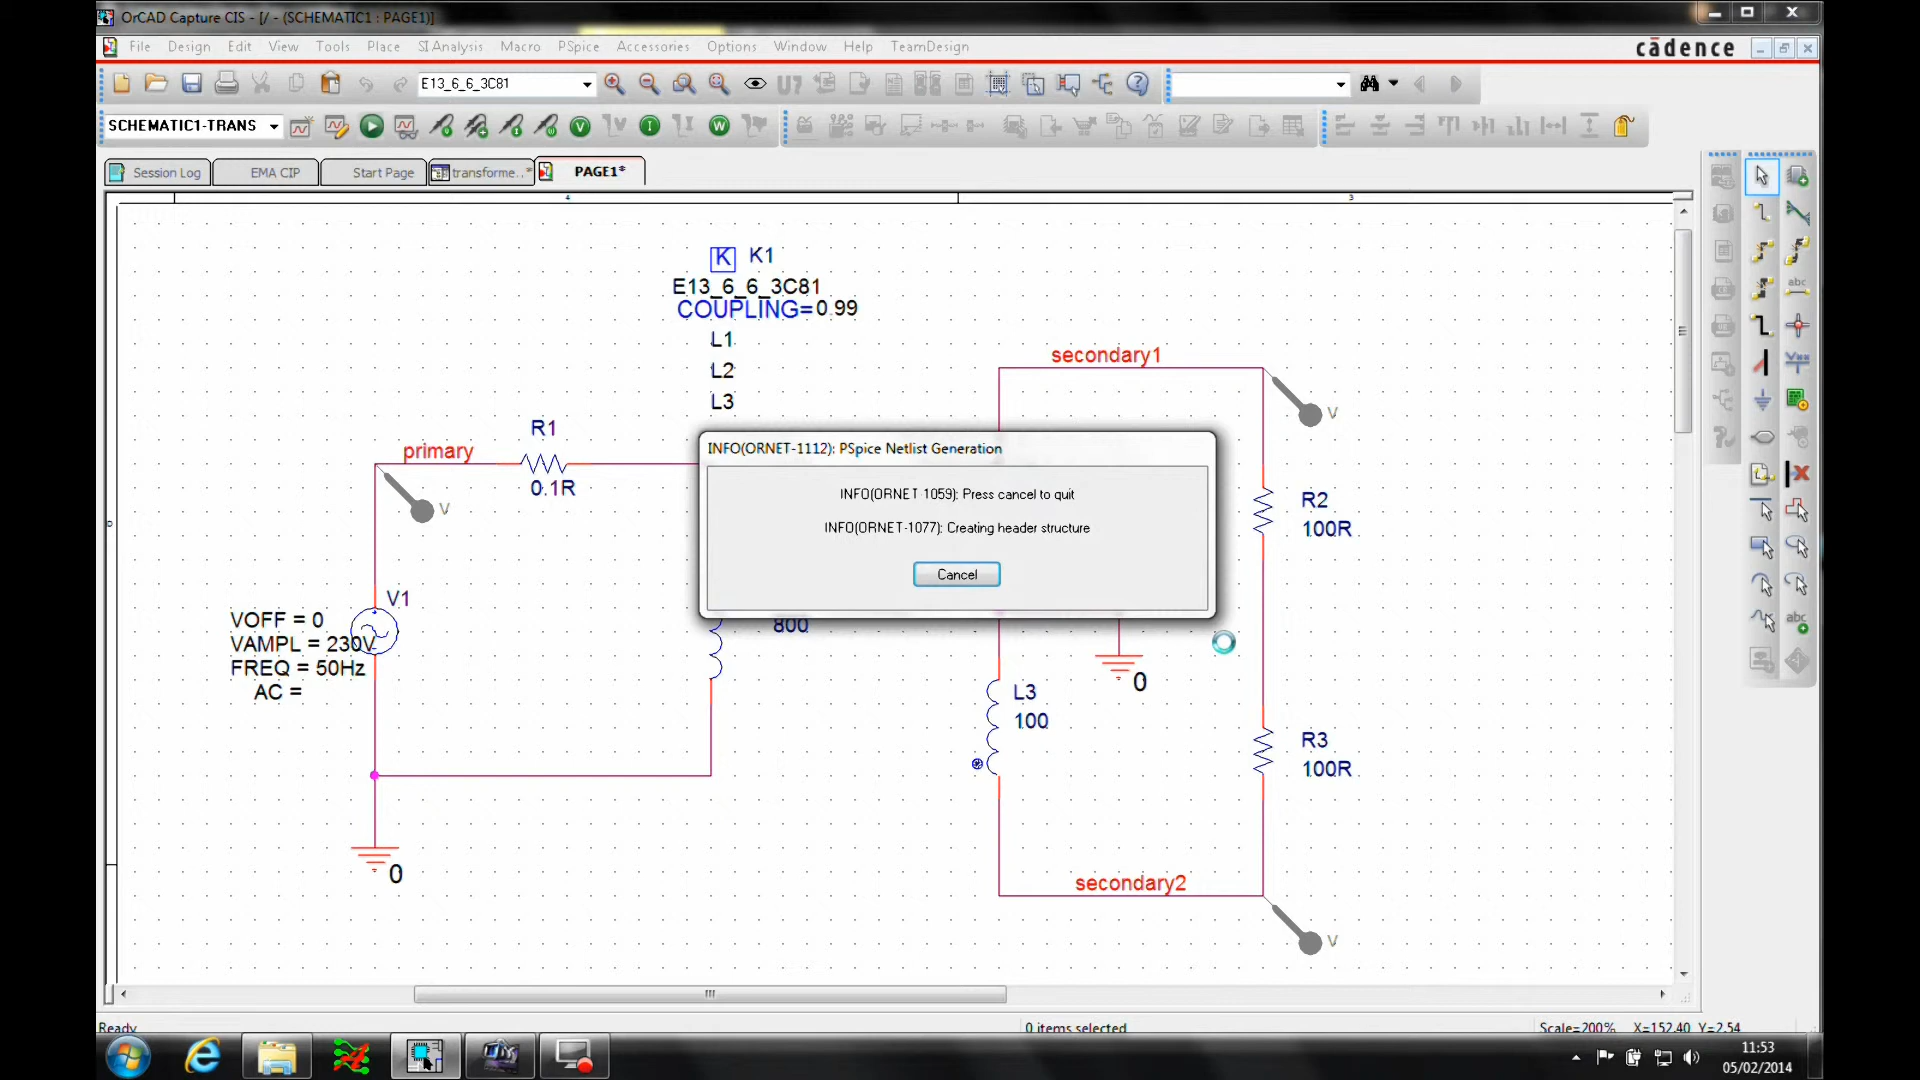 OrCAD Capture CIS - [/ - (SCHEMATIC1 : PAGE1)]
File Design Edit View Tools Place SI Analysis Macro PSpice Accessories Options Window Help TeamDesign
cādence
E13_6_6_3C81
U?
SCHEMATIC1-TRANS
V I W
Session Log
EMA CIP
Start Page
transforme..*
PAGE1*
4
3
K K1
E13_6_6_3C81
COUPLING=0.99
L1
L2
L3
secondary1
V
R1
primary
0.1R
V
INFO(ORNET-1112): PSpice Netlist Generation
INFO(ORNET 1059): Press cancel to quit
INFO(ORNET-1077): Creating header structure
Cancel
R2
100R
V1
VOFF = 0
VAMPL = 230V
FREQ = 50Hz
AC =
800
0
L3
100
R3
100R
0
secondary2
V
abc
abc
Ready
0 items selected
Scale=200% X=152.40 Y=2.54
11:53
05/02/2014